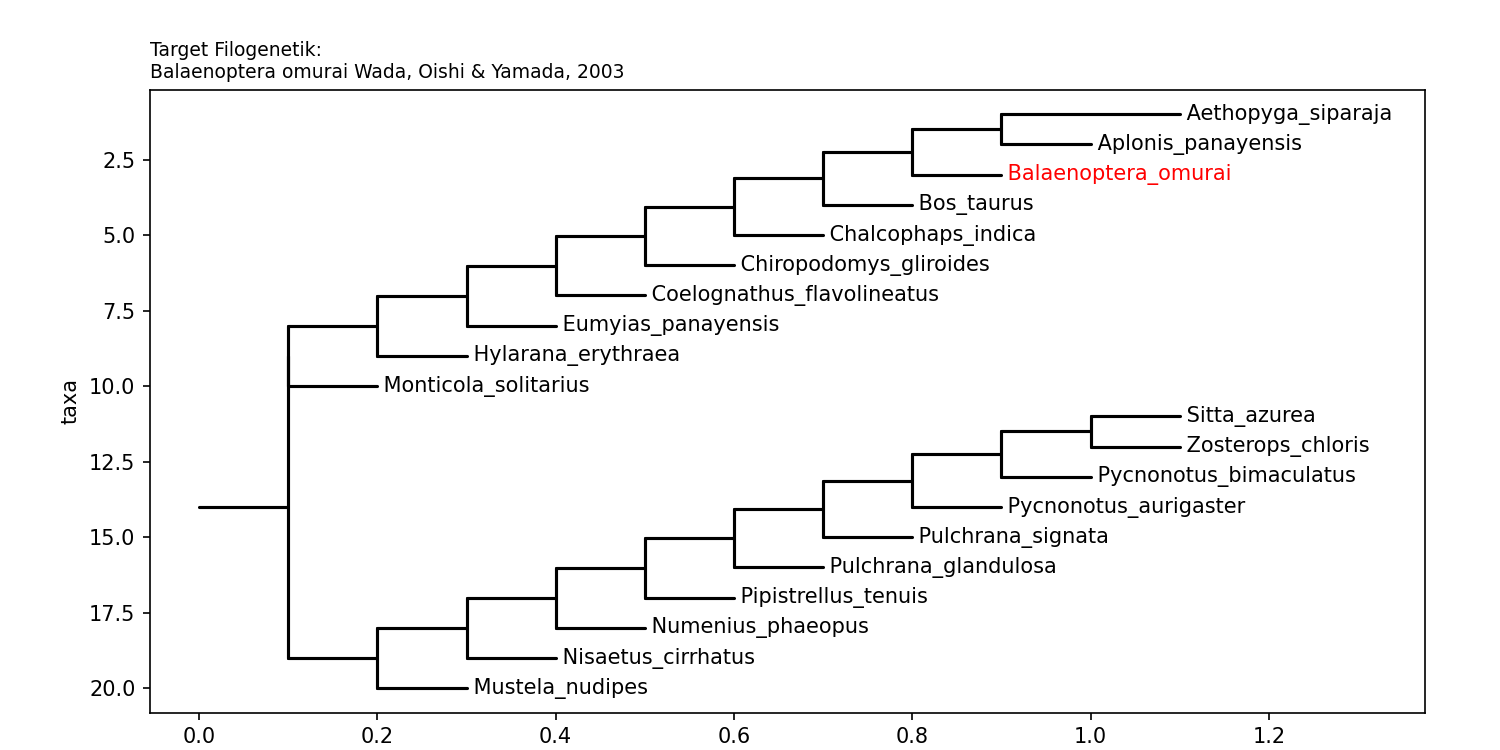 Target Filogenetik:
Balaenoptera omurai Wada, Oishi & Yamada, 2003
Aethopyga_siparaja
Aplonis_panayensis
2.5
Balaenoptera_omurai
Bos_taurus
5.0
Chalcophaps_indica
Chiropodomys_gliroides
Coelognathus_flavolineatus
7.5
Eumyias_panayensis
Hylarana_erythraea
taxa
10.0
Monticola_solitarius
Sitta_azurea
Zosterops_chloris
12.5
Pycnonotus_bimaculatus
Pycnonotus_aurigaster
15.0
Pulchrana_signata
Pulchrana_glandulosa
Pipistrellus_tenuis
17.5
Numenius_phaeopus
Nisaetus_cirrhatus
20.0
Mustela_nudipes
0.0 0.2 0.4 0.6 0.8 1.0 1.2